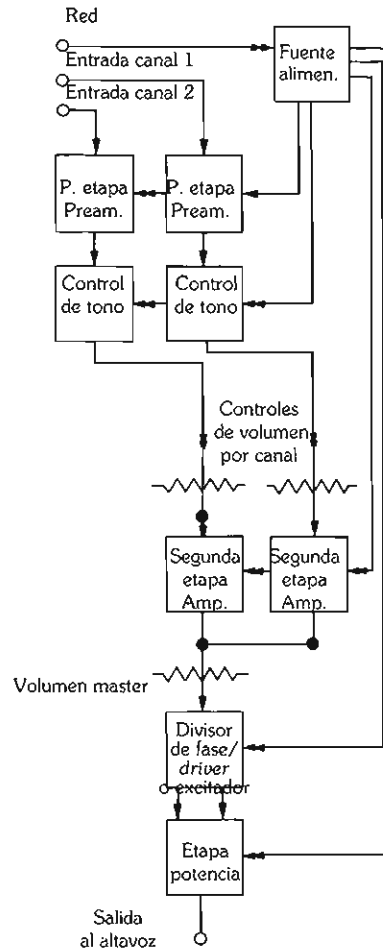 Red
Entrada canal 1
Entrada canal 2
Fuente
alimen.
P. etapa
Pream.
P. etapa
Pream.
Control
de tono
Control
de tono
Controles
de volumen
por canal
Segunda
etapa
Amp.
Segunda
etapa
Amp.
Volumen master
Divisor
de fase/
driver
o excitador
Etapa
potencia
Salida
al altavoz